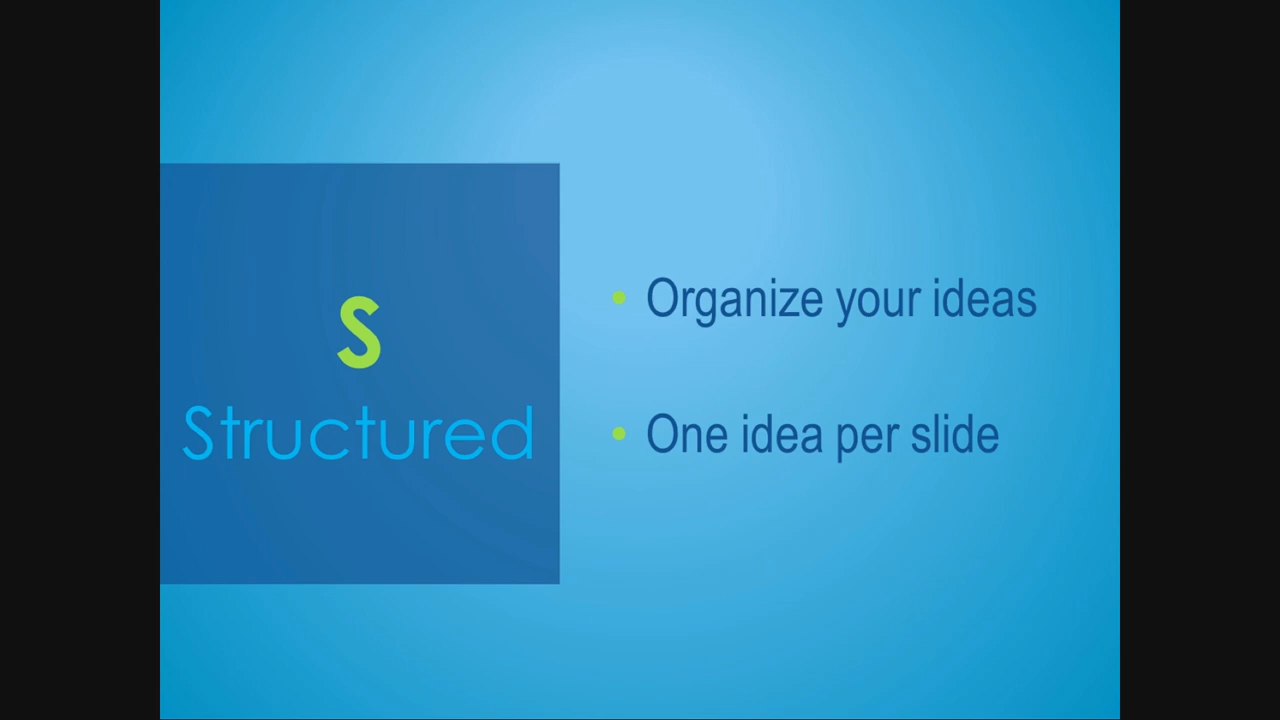 S
Structured
• Organize your ideas
• One idea per slide